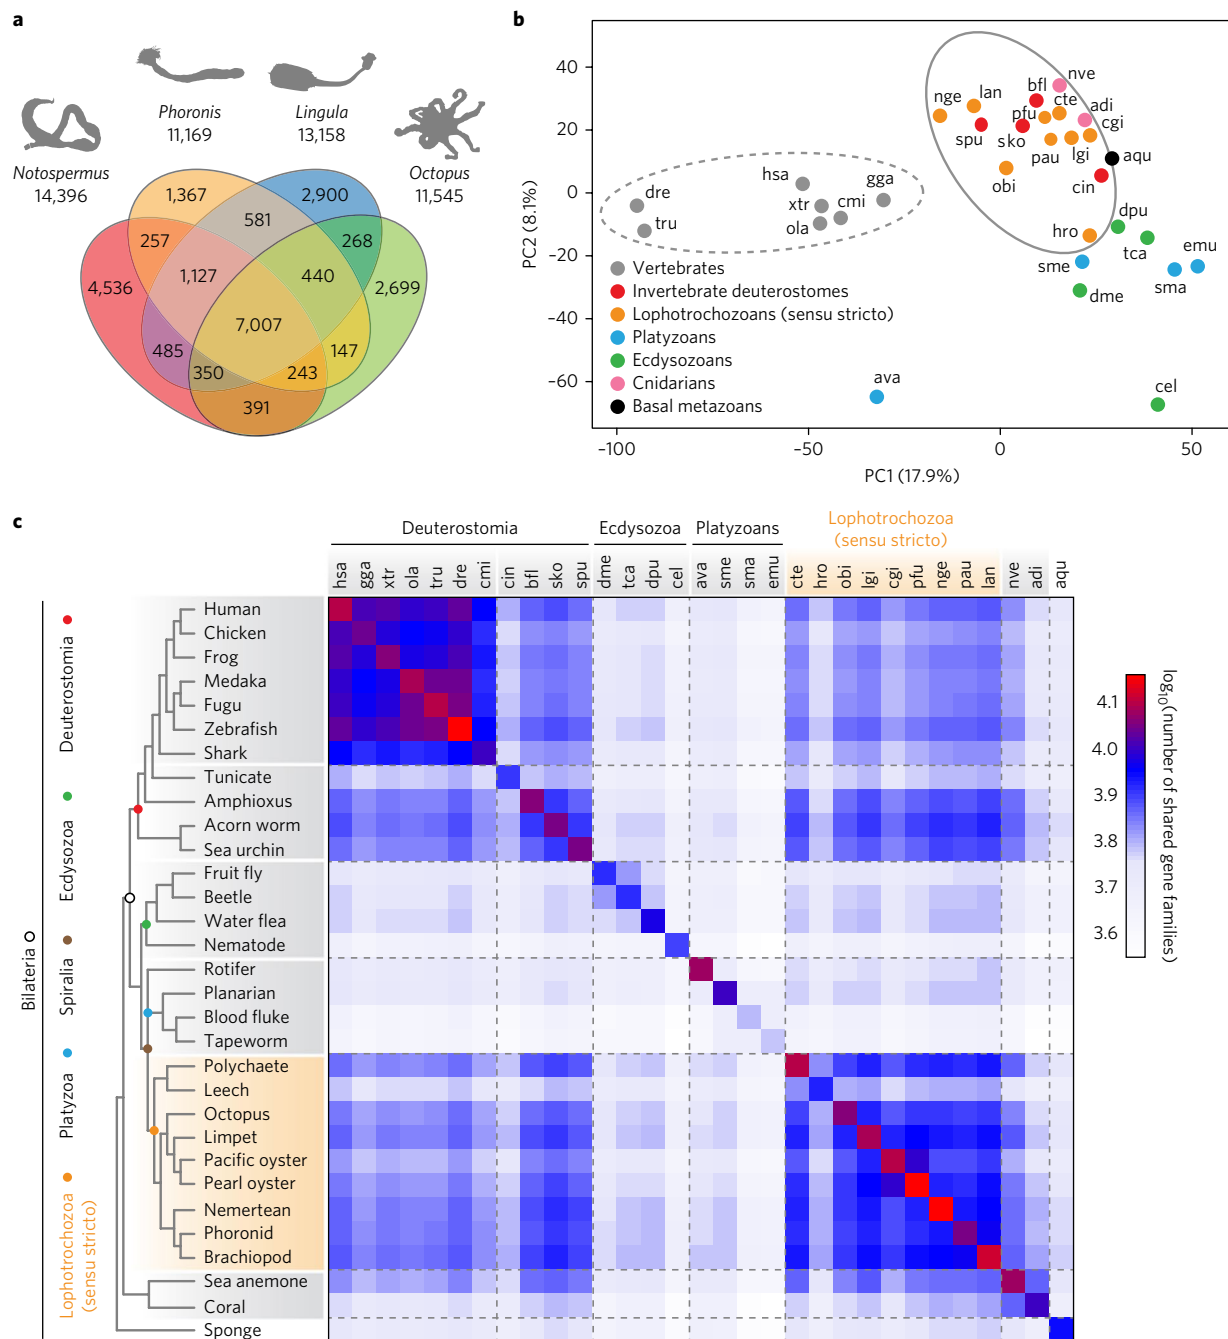 a
Phoronis
11,169
Lingula
13,158
Notospermus
14,396
Octopus
11,545
1,367
2,900
581
257
268
4,536
1,127
440
2,699
7,007
485
147
350
243
391
b
PC2 (8.1%)
40
20
0
−20
−40
−60
nge
lan
bfl
nve
cte
pfu
adi
cgi
spu
sko
pau
lgi
aqu
obi
cin
hsa
gga
dre
xtr
cmi
tru
ola
hro
dpu
tca
emu
sme
sma
dme
ava
cel
Vertebrates
Invertebrate deuterostomes
Lophotrochozoans (sensu stricto)
Platyzoans
Ecdysozoans
Cnidarians
Basal metazoans
−100
−50
0
50
PC1 (17.9%)
c
Deuterostomia
Ecdysozoa
Platyzoans
Lophotrochozoa
(sensu stricto)
hsa gga xtr ola tru dre cmi cin bfl sko spu dme tca dpu cel ava sme sma emu cte hro obi lgi cgi pfu nge pau lan nve adi aqu
Bilateria
Deuterostomia
Ecdysozoa
Spiralia
Platyzoa
Lophotrochozoa
(sensu stricto)
Human
Chicken
Frog
Medaka
Fugu
Zebrafish
Shark
Tunicate
Amphioxus
Acorn worm
Sea urchin
Fruit fly
Beetle
Water flea
Nematode
Rotifer
Planarian
Blood fluke
Tapeworm
Polychaete
Leech
Octopus
Limpet
Pacific oyster
Pearl oyster
Nemertean
Phoronid
Brachiopod
Sea anemone
Coral
Sponge
4.1
4.0
3.9
3.8
3.7
3.6
log10(number of shared gene families)